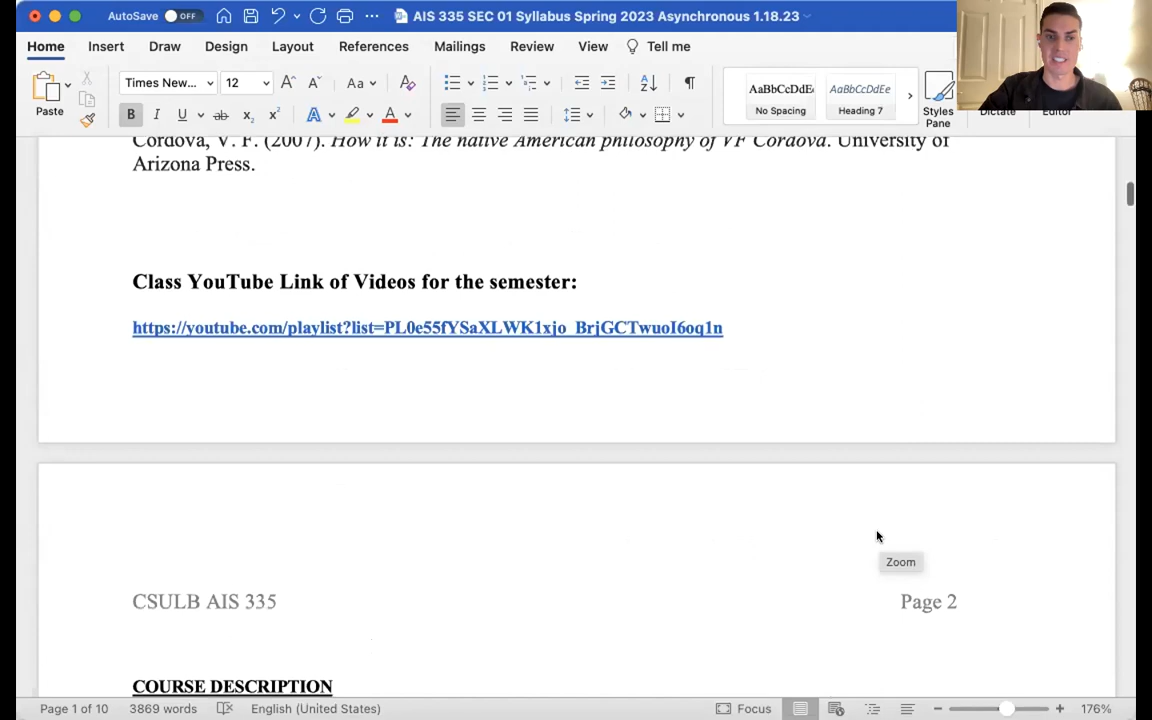 AutoSave OFF AIS 335 SEC 01 Syllabus Spring 2023 Asynchronous 1.18.23
Home Insert Draw Design Layout References Mailings Review View Tell me
Paste
Times New... 12
AaBbCcDdE
No Spacing
AaBbCcDdEe
Heading 7
Styles
Pane
Dictate
Editor
Cordova, V. F. (2007). How it is: The native American philosophy of VF Cordova. University of
Arizona Press.
Class YouTube Link of Videos for the semester:
https://youtube.com/playlist?list=PL0e55fYSaXLWK1xjo_BrjGCTwuoI6oq1n
Zoom
CSULB AIS 335 Page 2
COURSE DESCRIPTION
Page 1 of 10 3869 words English (United States) Focus 176%